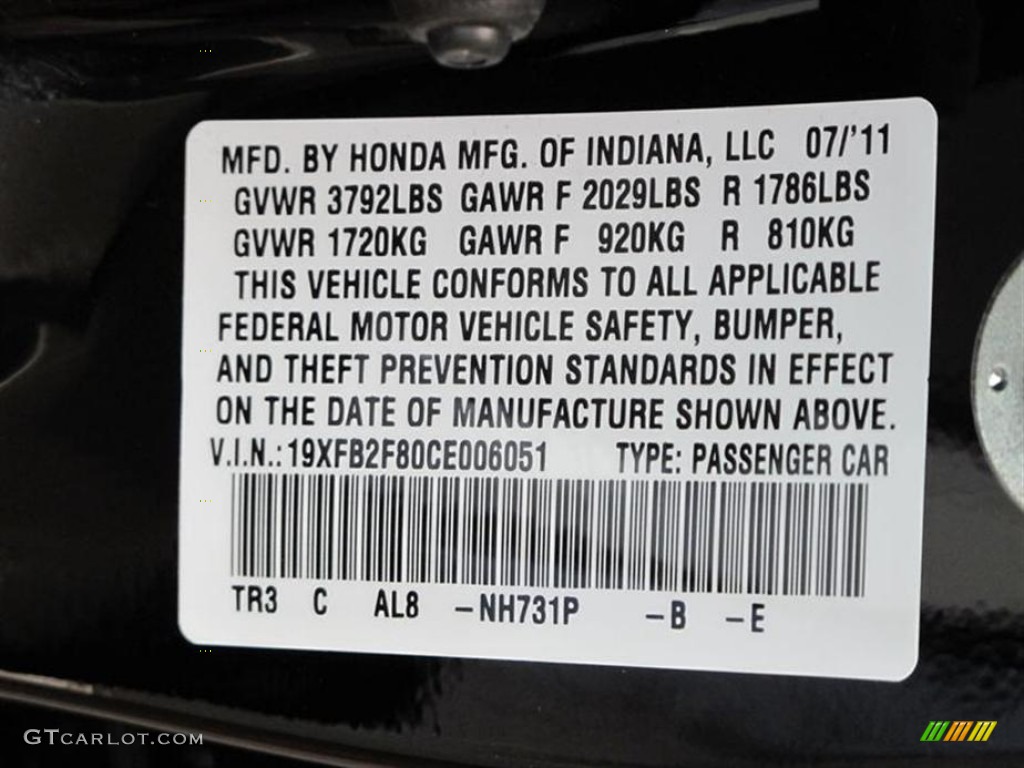 MFD. BY HONDA MFG. OF INDIANA, LLC 07/'11
GVWR 3792LBS GAWR F 2029LBS R 1786LBS
GVWR 1720KG GAWR F 920KG R 810KG
THIS VEHICLE CONFORMS TO ALL APPLICABLE
FEDERAL MOTOR VEHICLE SAFETY, BUMPER,
AND THEFT PREVENTION STANDARDS IN EFFECT
ON THE DATE OF MANUFACTURE SHOWN ABOVE.
V.I.N.: 19XFB2F80CE006051 TYPE: PASSENGER CAR
TR3 C AL8 -NH731P -B -E
GTCARLOT.COM